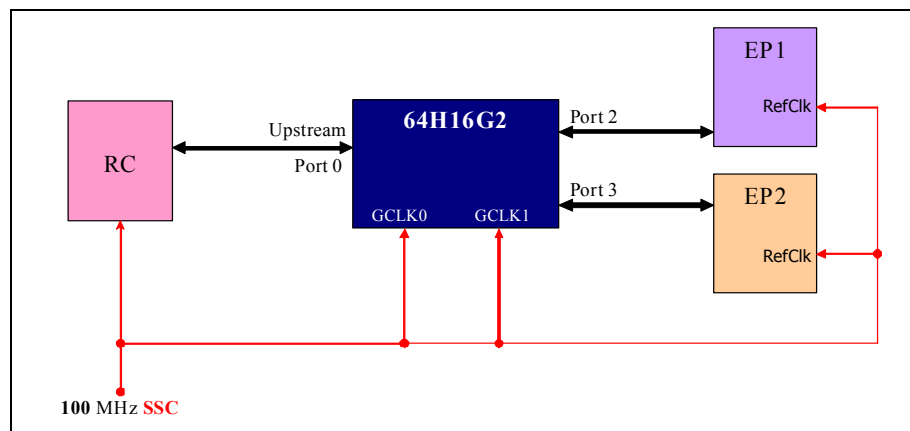 EP1
RefClk
64H16G2
Upstream
Port 0
RC
Port 2
Port 3
GCLK0
GCLK1
EP2
RefClk
100 MHz SSC